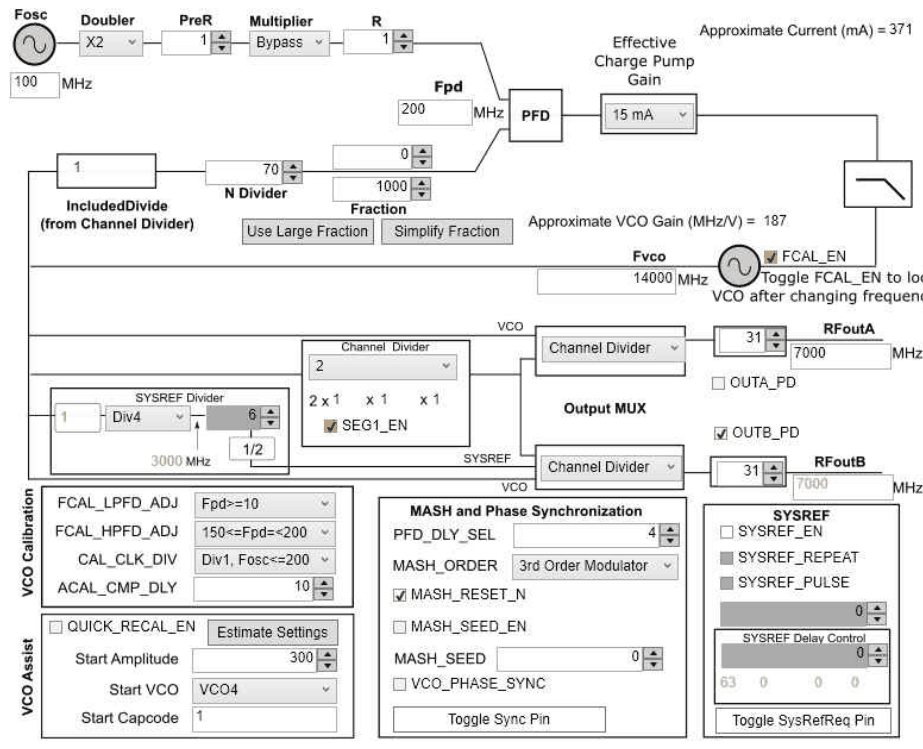 Fosc
Doubler
PreR
Multiplier
R
Approximate Current (mA) = 371
X2
1
Bypass
1
100
MHz
Effective
Charge Pump
Gain
Fpd
200
MHz
PFD
15 mA
1
IncludedDivide
(from Channel Divider)
70
N Divider
0
1000
Fraction
Use Large Fraction
Simplify Fraction
Approximate VCO Gain (MHz/V) = 187
Fvco
14000
MHz
FCAL_EN
Toggle FCAL_EN to loc
VCO after changing frequenc
VCO
Channel Divider
31
RFoutA
7000
MHz
OUTA_PD
Channel Divider
2
2 x 1 x 1 x 1
SEG1_EN
SYSREF Divider
1
Div4
6
3000 MHz
1/2
Output MUX
OUTB_PD
SYSREF
VCO
Channel Divider
31
RFoutB
7000
MHz
VCO Calibration
FCAL_LPFD_ADJ
Fpd>=10
FCAL_HPFD_ADJ
150<=Fpd=<200
CAL_CLK_DIV
Div1, Fosc<=200
ACAL_CMP_DLY
10
VCO Assist
QUICK_RECAL_EN
Estimate Settings
Start Amplitude
300
Start VCO
VCO4
Start Capcode
1
MASH and Phase Synchronization
PFD_DLY_SEL
4
MASH_ORDER
3rd Order Modulator
MASH_RESET_N
MASH_SEED_EN
MASH_SEED
0
VCO_PHASE_SYNC
Toggle Sync Pin
SYSREF
SYSREF_EN
SYSREF_REPEAT
SYSREF_PULSE
0
SYSREF Delay Control
0
63 0 0 0
Toggle SysRefReq Pin